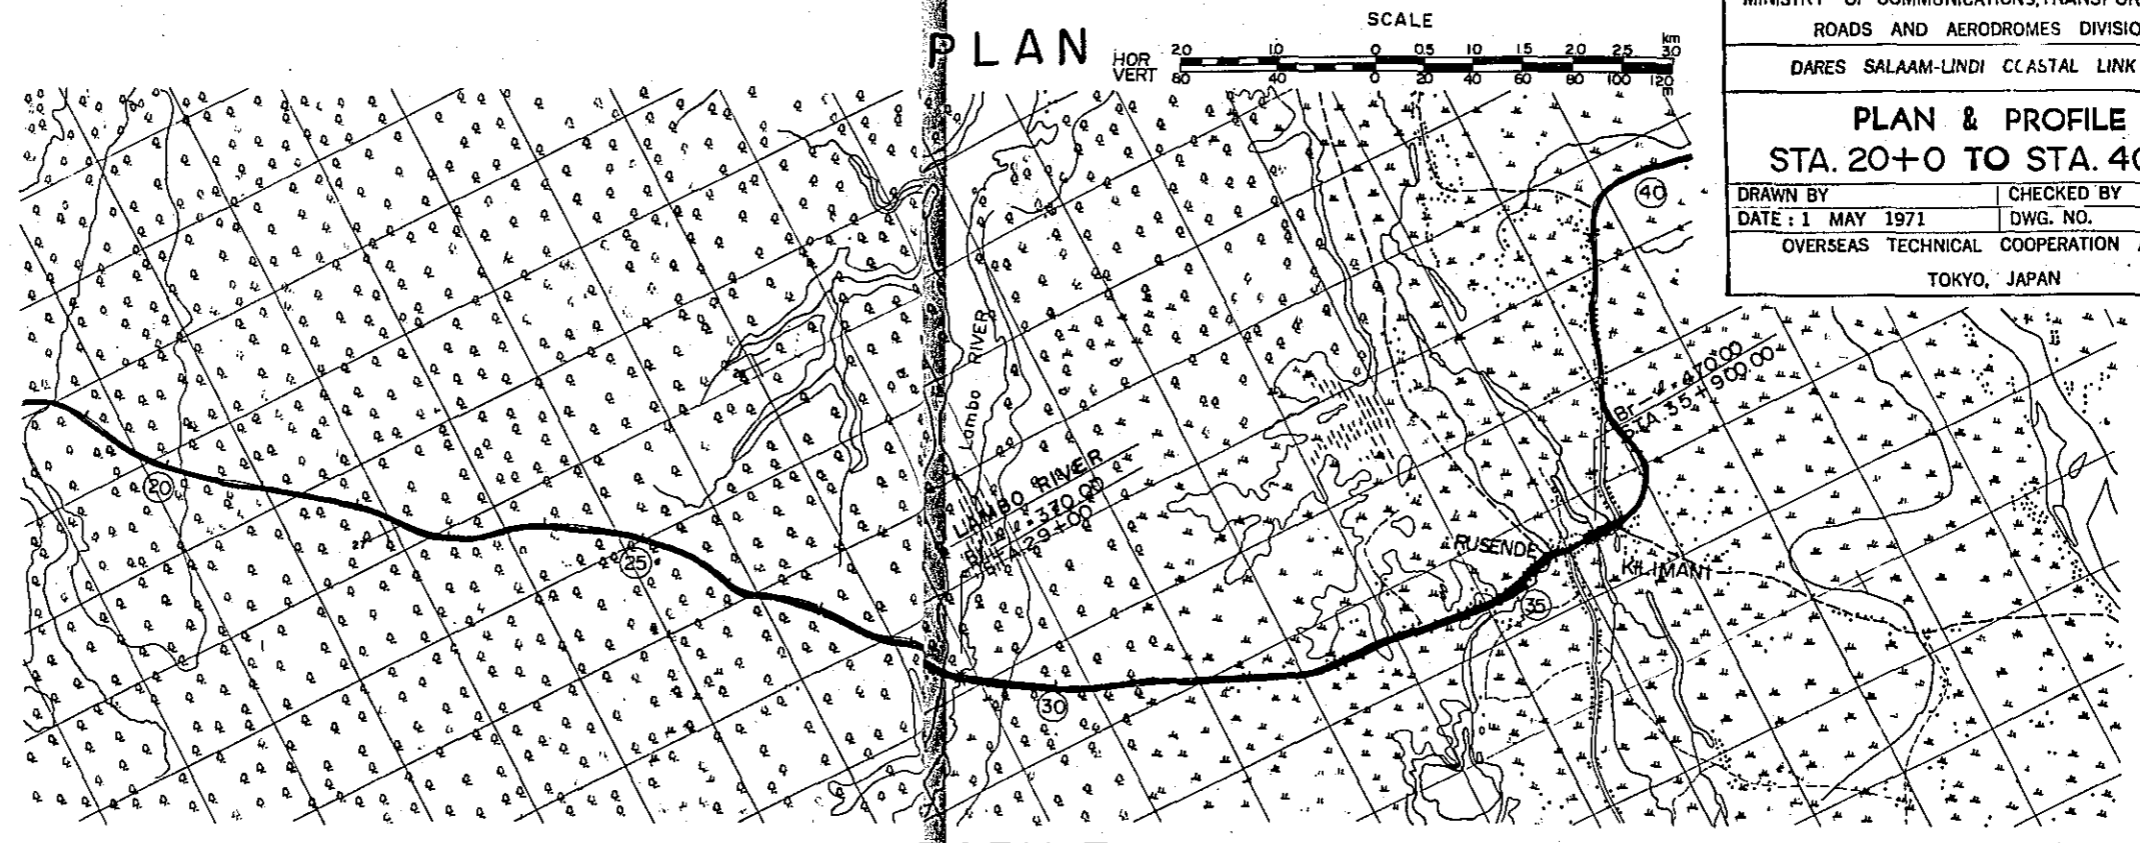 PLAN
SCALE
HOR 2.0 1.0 0 0.5 1.0 1.5 2.0 2.5 3.0 km
VERT 80 40 0 20 40 60 80 100 120 m
ROADS AND AERODROMES DIVISIO
DARES SALAAM-LINDI COASTAL LINK
PLAN & PROFILE
STA. 20+0 TO STA. 40
DRAWN BY
CHECKED BY
DATE : 1 MAY 1971
DWG. NO.
OVERSEAS TECHNICAL COOPERATION
TOKYO, JAPAN
40
Lambo RIVER
Br-l=470.00
STA.35+900.00
LIAMBO RIVER
l=370.00
STA 29+00
20
25
30
RUSENDE
KILIMANI
35